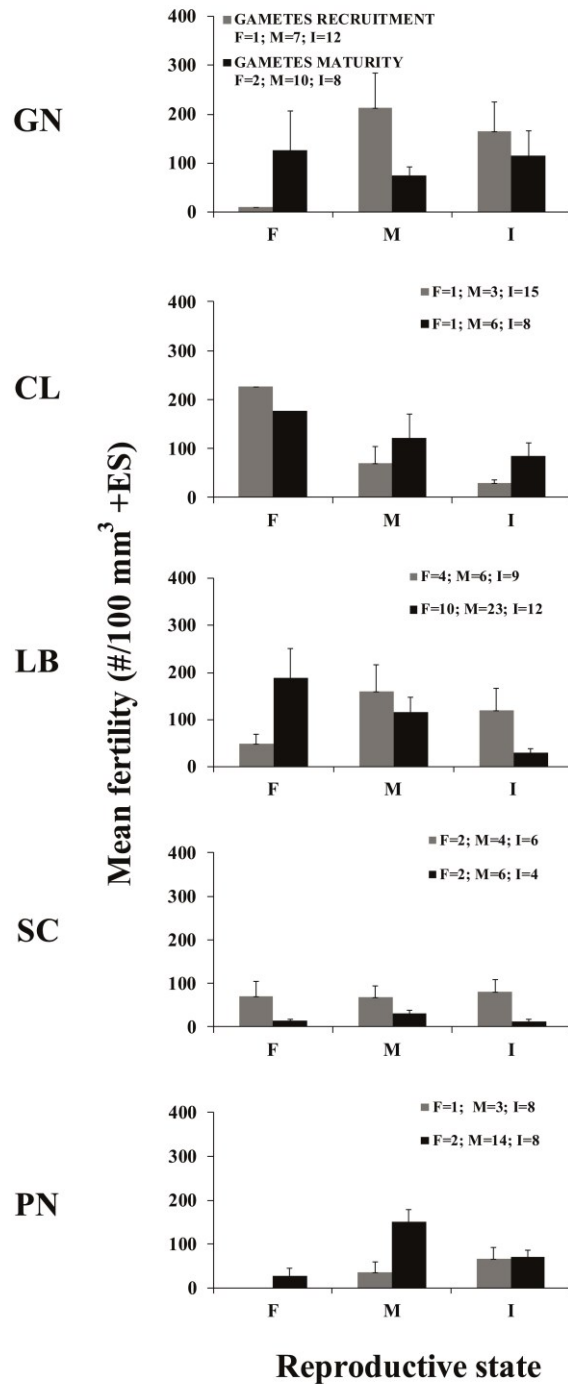 GN
400
300
200
100
0
GAMETES RECRUITMENT
F=1; M=7; I=12
GAMETES MATURITY
F=2; M=10; I=8
F M I
CL
400
300
200
100
0
F=1; M=3; I=15
F=1; M=6; I=8
F M I
Mean fertility (#/100 mm³ +ES)
LB
400
300
200
100
0
F=4; M=6; I=9
F=10; M=23; I=12
F M I
SC
400
300
200
100
0
F=2; M=4; I=6
F=2; M=6; I=4
F M I
PN
400
300
200
100
0
F=1; M=3; I=8
F=2; M=14; I=8
F M I
Reproductive state